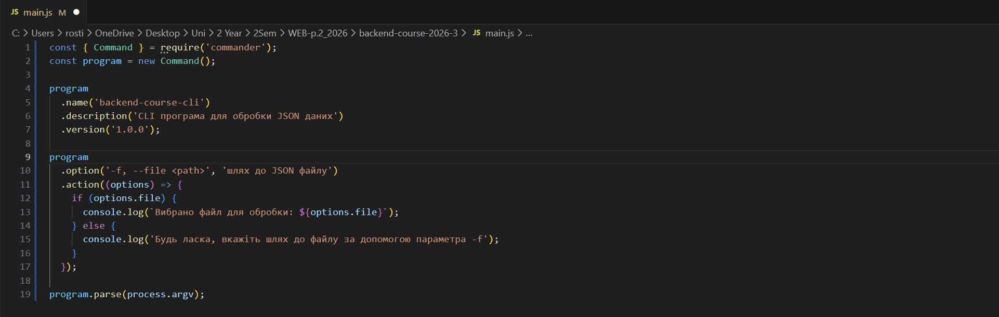 JS main.js M
C: > Users > rosti > OneDrive > Desktop > Uni > 2 Year > 2Sem > WEB-p.2_2026 > backend-course-2026-3 > JS main.js > ...
1 const { Command } = require('commander');
2 const program = new Command();
3
4 program
5   .name('backend-course-cli')
6   .description('CLI програма для обробки JSON даних')
7   .version('1.0.0');
8
9 program
10   .option('-f, --file <path>', 'шлях до JSON файлу')
11   .action((options) => {
12     if (options.file) {
13       console.log(`Вибрано файл для обробки: ${options.file}`);
14     } else {
15       console.log('Будь ласка, вкажіть шлях до файлу за допомогою параметра -f');
16     }
17   });
18
19 program.parse(process.argv);